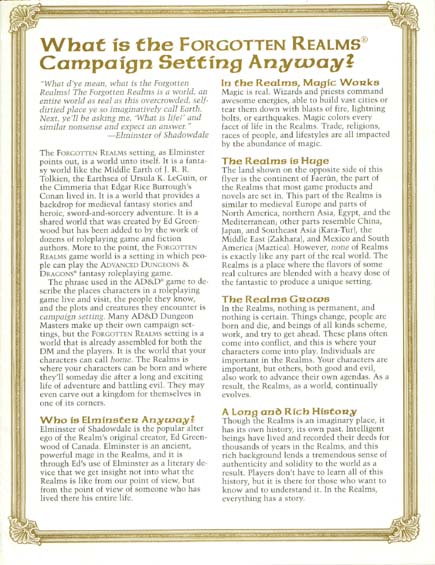 What is the FORGOTTEN REALMS®
Campaign Setting Anyway?
"What d'ye mean, what is the Forgotten
Realms! The Forgotten Realms is a world, an
entire world as real as this overcrowded, self-
dirtied place ye so imaginatively call Earth.
Next, ye'll be asking me, 'What is life!' and
similar nonsense and expect an answer."
—Elminster of Shadowdale
The FORGOTTEN REALMS setting, as Elminster
points out, is a world unto itself. It is a fanta-
sy world like the Middle Earth of J. R. R.
Tolkien, the Earthsea of Ursula K. LeGuin, or
the Cimmeria that Edgar Rice Burrough's
Conan lived in. It is a world that provides a
backdrop for medieval fantasy stories and
heroic, sword-and-sorcery adventure. It is a
shared world that was created by Ed Green-
wood but has been added to by the work of
dozens of roleplaying game and fiction
authors. More to the point, the FORGOTTEN
REALMS game world is a setting in which peo-
ple can play the ADVANCED DUNGEONS &
DRAGONS® fantasy roleplaying game.
The phrase used in the AD&D® game to de-
scribe the places characters in a roleplaying
game live and visit, the people they know,
and the plots and creatures they encounter is
campaign setting. Many AD&D Dungeon
Masters make up their own campaign set-
tings, but the FORGOTTEN REALMS setting is a
world that is already assembled for both the
DM and the players. It is the world that your
characters can call home. The Realms is
where your characters can be born and where
they'll someday die after a long and exciting
life of adventure and battling evil. They may
even carve out a kingdom for themselves in
one of its corners.
Who is Elminster Anyway?
Elminster of Shadowdale is the popular alter
ego of the Realm's original creator, Ed Green-
wood of Canada. Elminster is an ancient,
powerful mage in the Realms, and it is
through Ed's use of Elminster as a literary de-
vice that we get insight not into what the
Realms is like from our point of view, but
from the point of view of someone who has
lived there his entire life.
In the Realms, Magic Works
Magic is real. Wizards and priests command
awesome energies, able to build vast cities or
tear them down with blasts of fire, lightning
bolts, or earthquakes. Magic colors every
facet of life in the Realms. Trade, religions,
races of people, and lifestyles are all impacted
by the abundance of magic.
The Realms is Huge
The land shown on the opposite side of this
flyer is the continent of Faerûn, the part of
the Realms that most game products and
novels are set in. This part of the Realms is
similar to medieval Europe and parts of
North America, northern Asia, Egypt, and the
Mediterranean, other parts resemble China,
Japan, and Southeast Asia (Kara-Tur), the
Middle East (Zakhara), and Mexico and South
America (Maztica). However, none of Realms
is exactly like any part of the real world. The
Realms is a place where the flavors of some
real cultures are blended with a heavy dose of
the fantastic to produce a unique setting.
The Realms Grows
In the Realms, nothing is permanent, and
nothing is certain. Things change, people are
born and die, and beings of all kinds scheme,
work, and try to get ahead. These plans often
come into conflict, and this is where your
characters come into play. Individuals are
important in the Realms. Your characters are
important, but others, both good and evil,
also work to advance their own agendas. As a
result, the Realms, as a world, continually
evolves.
A Long and Rich History
Though the Realms is an imaginary place, it
has its own history, its own past. Intelligent
beings have lived and recorded their deeds for
thousands of years in the Realms, and this
rich background lends a tremendous sense of
authenticity and solidity to the world as a
result. Players don't have to learn all of this
history, but it is there for those who want to
know and to understand it. In the Realms,
everything has a story.